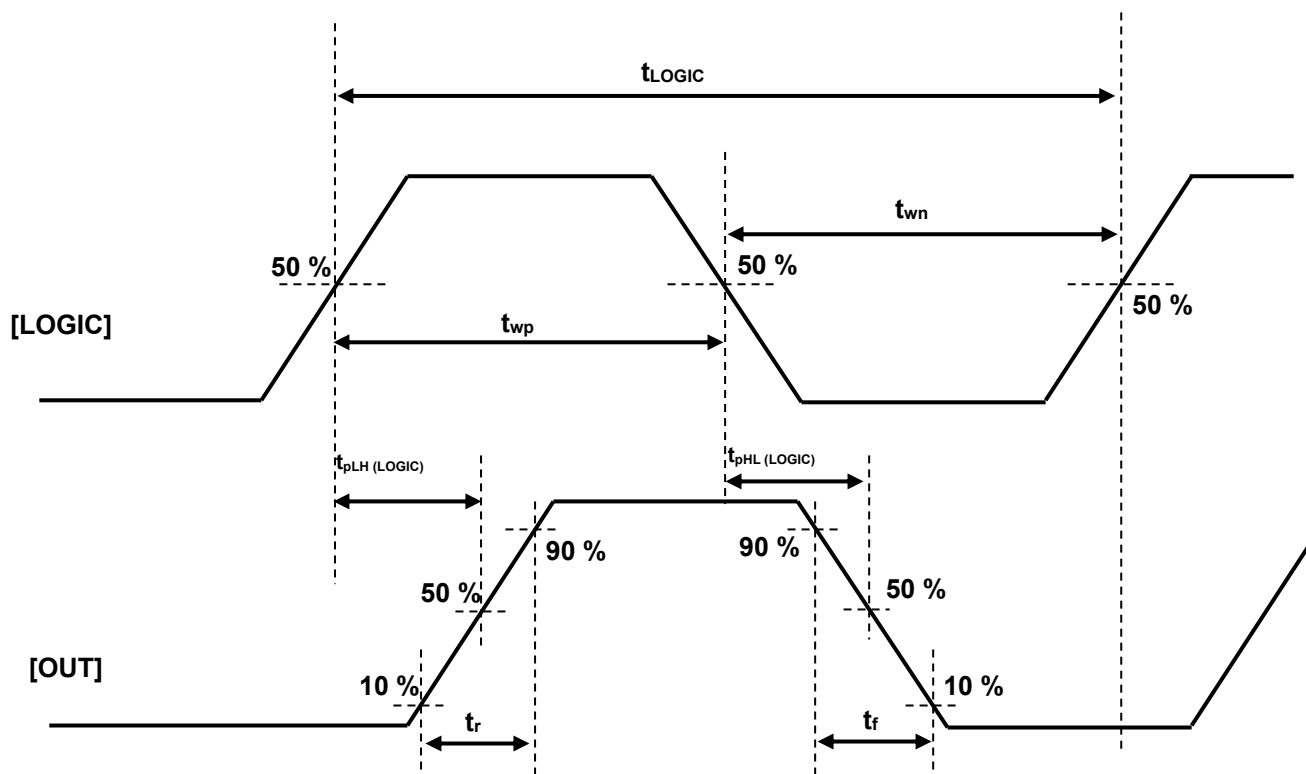 tLOGIC
twn
50 %
50 %
50 %
[LOGIC]
twp
tpLH (LOGIC)
tpHL (LOGIC)
90 %
90 %
50 %
50 %
[OUT]
10 %
10 %
tr
tf